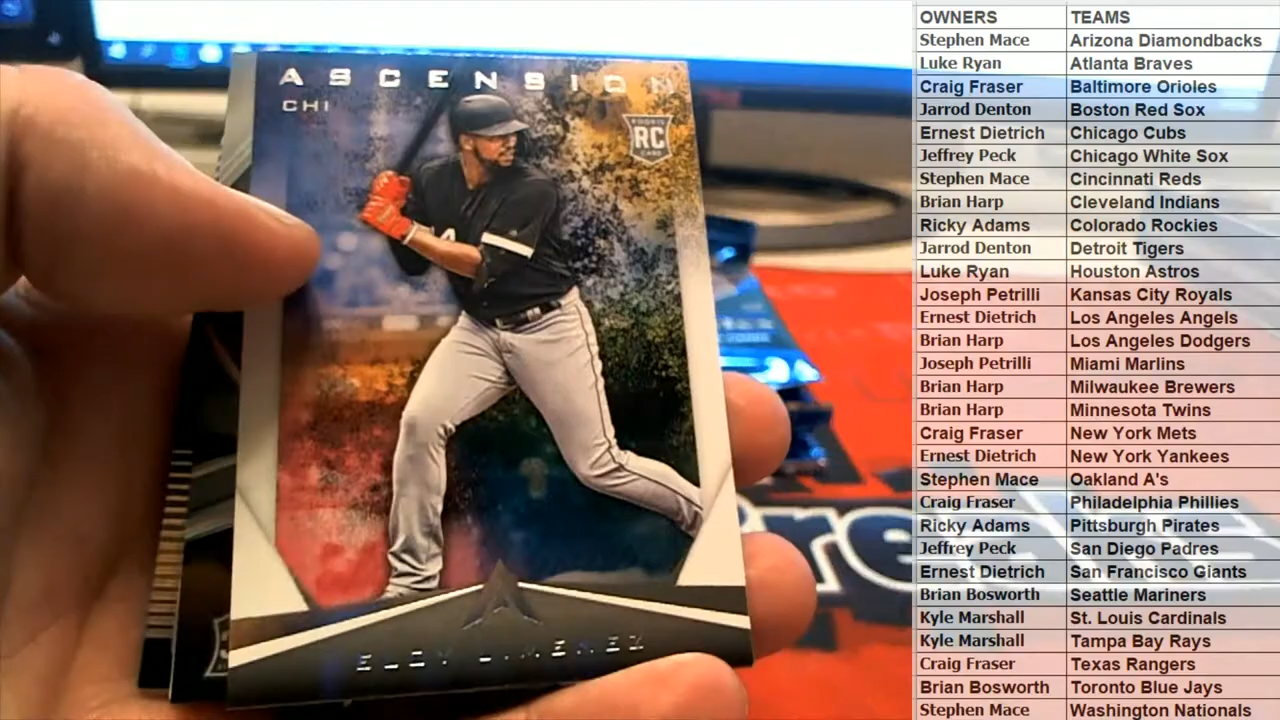 ASCENSION
CHI
ROOKIE
RC
CARD
ELOY JIMENEZ
OWNERS TEAMS
Stephen Mace Arizona Diamondbacks
Luke Ryan Atlanta Braves
Craig Fraser Baltimore Orioles
Jarrod Denton Boston Red Sox
Ernest Dietrich Chicago Cubs
Jeffrey Peck Chicago White Sox
Stephen Mace Cincinnati Reds
Brian Harp Cleveland Indians
Ricky Adams Colorado Rockies
Jarrod Denton Detroit Tigers
Luke Ryan Houston Astros
Joseph Petrilli Kansas City Royals
Ernest Dietrich Los Angeles Angels
Brian Harp Los Angeles Dodgers
Joseph Petrilli Miami Marlins
Brian Harp Milwaukee Brewers
Brian Harp Minnesota Twins
Craig Fraser New York Mets
Ernest Dietrich New York Yankees
Stephen Mace Oakland A's
Craig Fraser Philadelphia Phillies
Ricky Adams Pittsburgh Pirates
Jeffrey Peck San Diego Padres
Ernest Dietrich San Francisco Giants
Brian Bosworth Seattle Mariners
Kyle Marshall St. Louis Cardinals
Kyle Marshall Tampa Bay Rays
Craig Fraser Texas Rangers
Brian Bosworth Toronto Blue Jays
Stephen Mace Washington Nationals